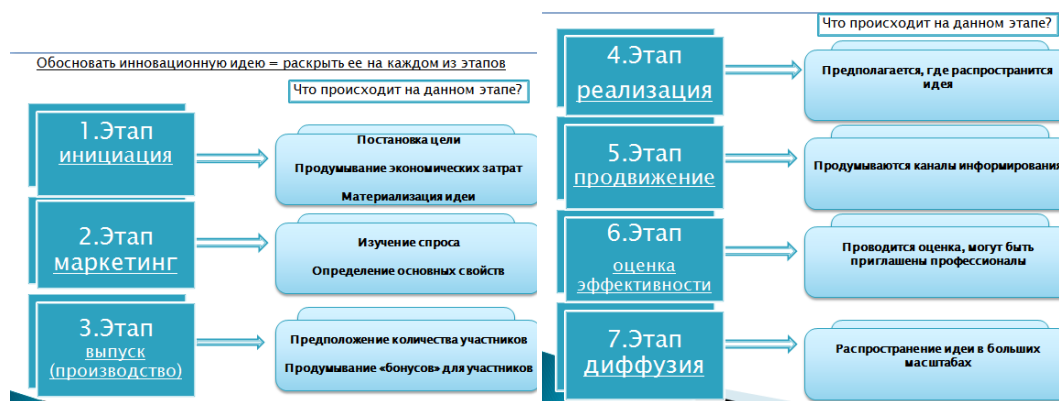 Обосновать инновационную идею = раскрыть ее на каждом из этапов
Что происходит на данном этапе?
1.Этап
инициация
Постановка цели
Продумывание экономических затрат
Материализация идеи
2.Этап
маркетинг
Изучение спроса
Определение основных свойств
3.Этап
выпуск
(производство)
Предположение количества участников
Продумывание «бонусов» для участников
Что происходит на данном этапе?
4.Этап
реализация
Предполагается, где распространится
идея
5.Этап
продвижение
Продумываются каналы информирования
6.Этап
оценка
эффективности
Проводится оценка, могут быть
приглашены профессионалы
7.Этап
диффузия
Распространение идеи в больших
масштабах